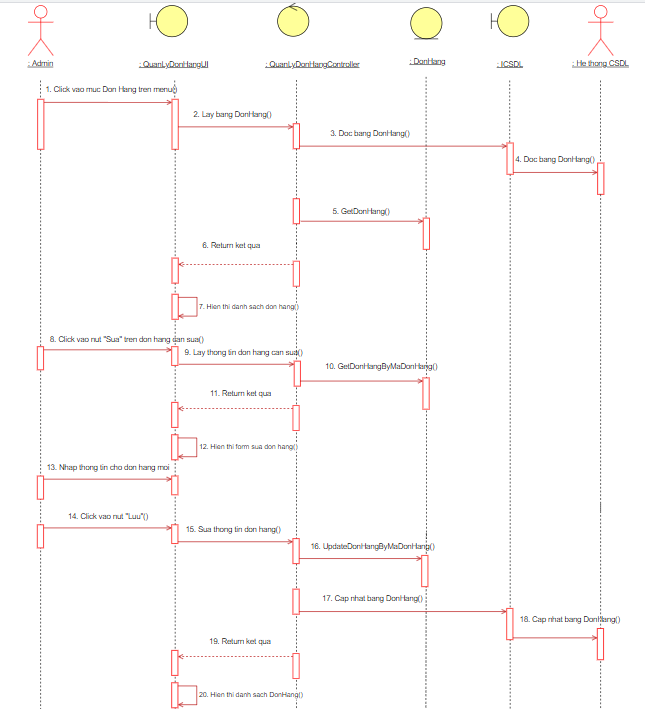 : Admin
: QuanLyDonHangUI
: QuanLyDonHangController
: DonHang
: ICSDL
: He thong CSDL
1. Click vao muc Don Hang tren menu()
2. Lay bang DonHang()
3. Doc bang DonHang()
4. Doc bang DonHang()
5. GetDonHang()
6. Return ket qua
7. Hien thi danh sach don hang()
8. Click vao nut "Sua" tren don hang can sua()
9. Lay thong tin don hang can sua()
10. GetDonHangByMaDonHang()
11. Return ket qua
12. Hien thi form sua don hang()
13. Nhap thong tin cho don hang moi
14. Click vao nut "Luu"()
15. Sua thong tin don hang()
16. UpdateDonHangByMaDonHang()
17. Cap nhat bang DonHang()
18. Cap nhat bang DonHang()
19. Return ket qua
20. Hien thi danh sach DonHang()